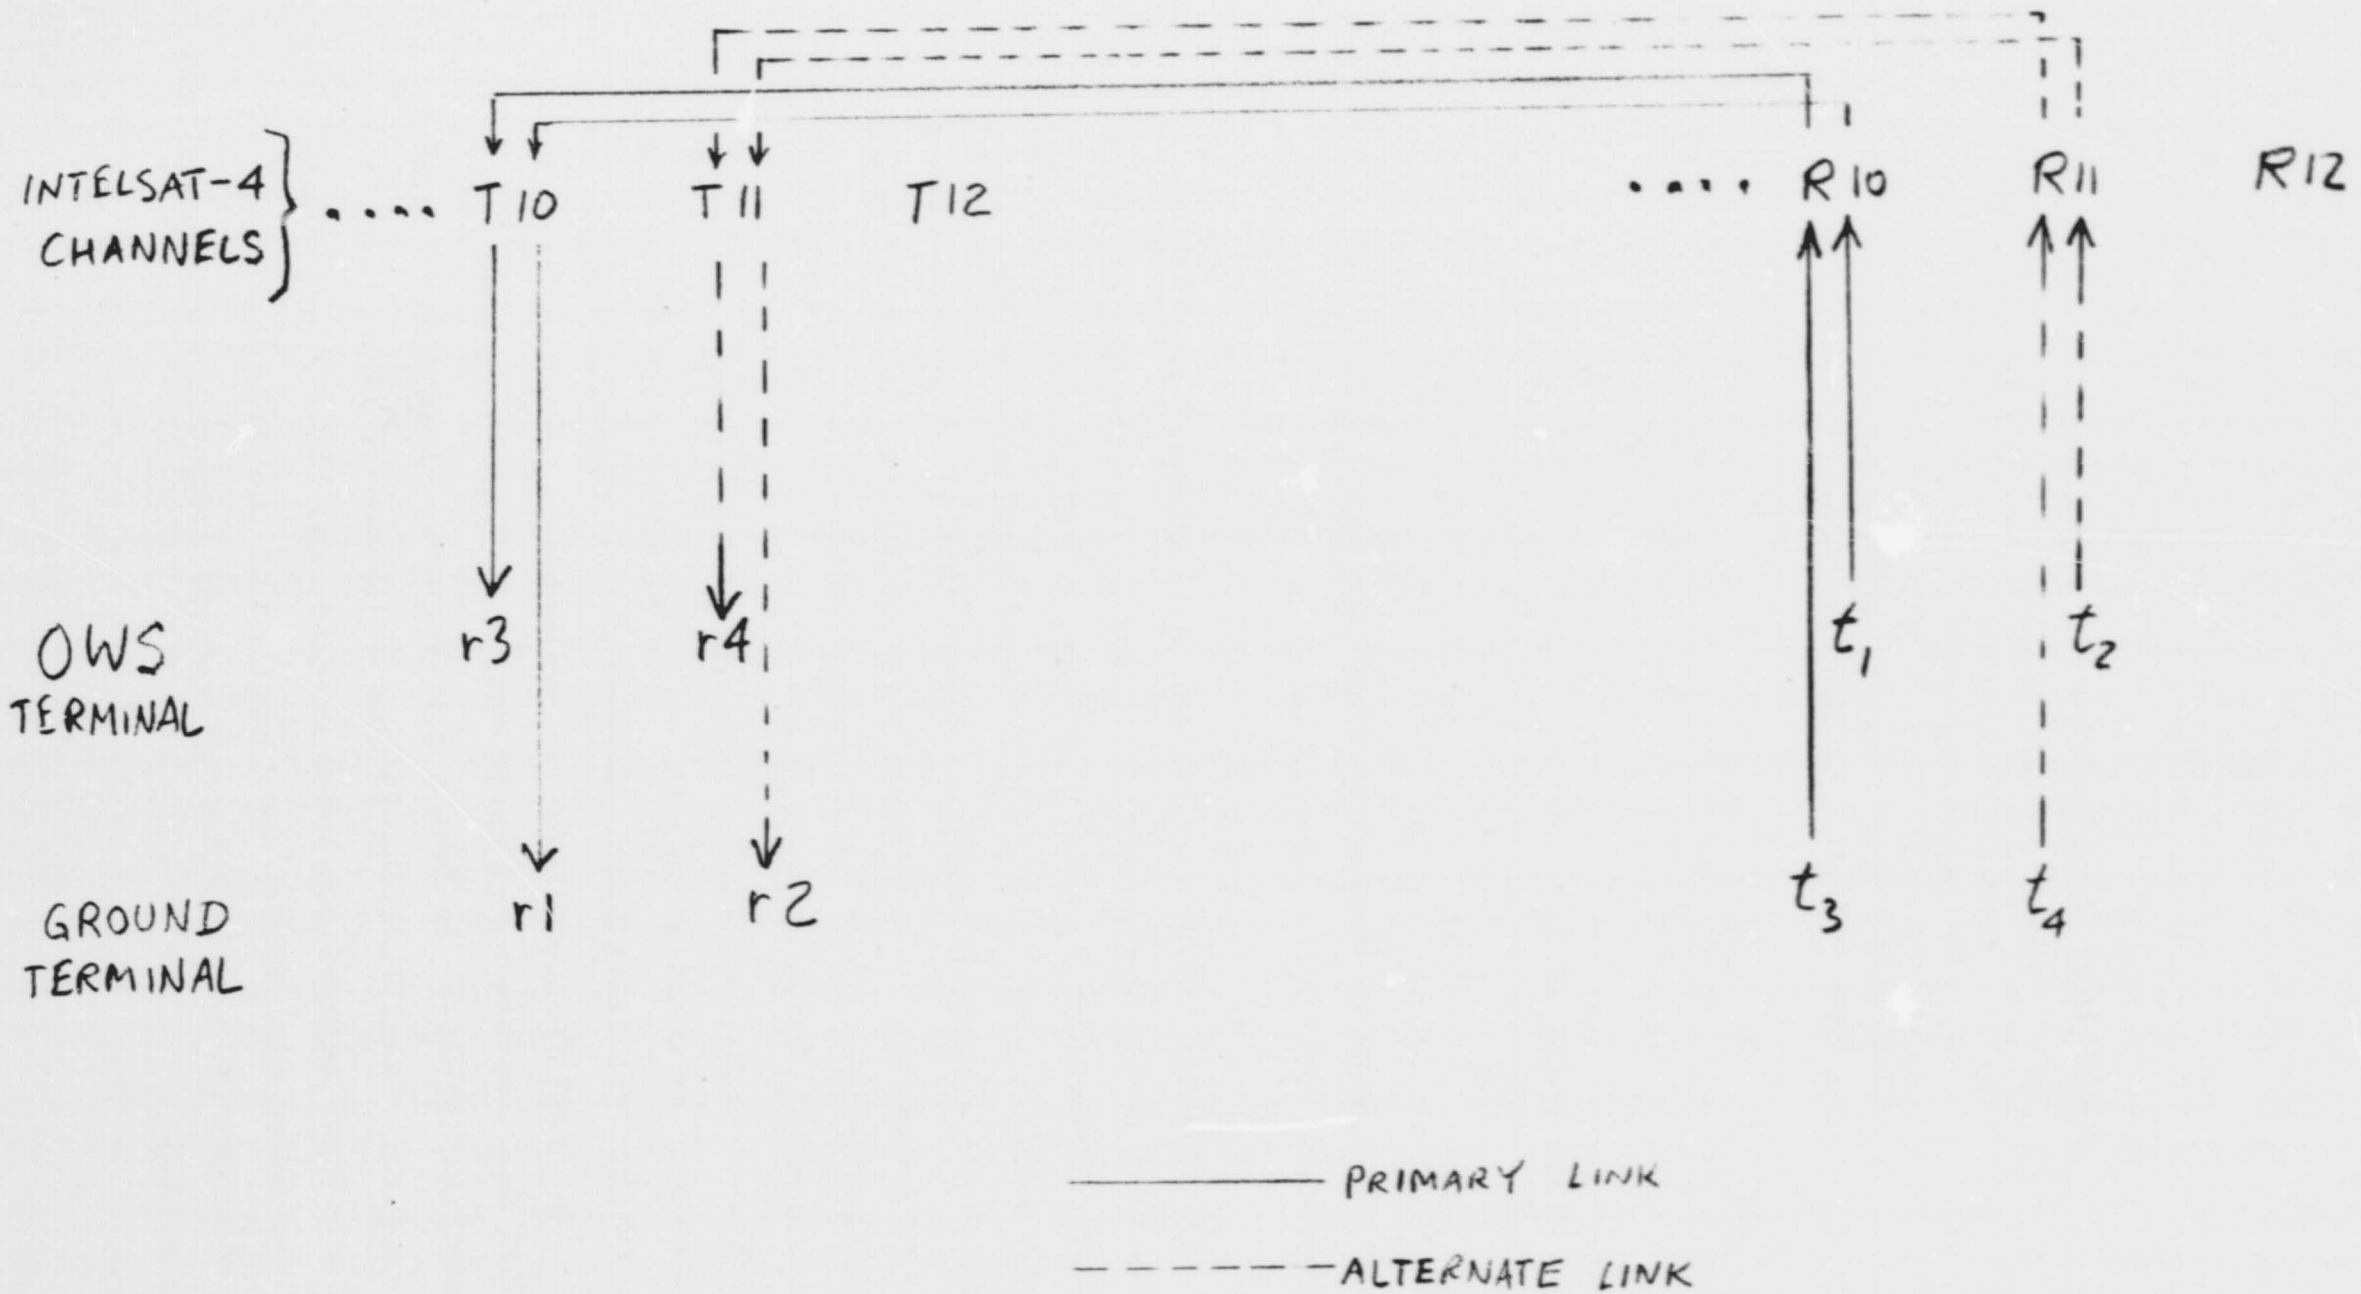 INTELSAT-4
CHANNELS
.... T10 T11 T12 .... R10 R11 R12
OWS
TERMINAL
r3 r4 t1 t2
GROUND
TERMINAL
r1 r2 t3 t4
PRIMARY LINK
ALTERNATE LINK